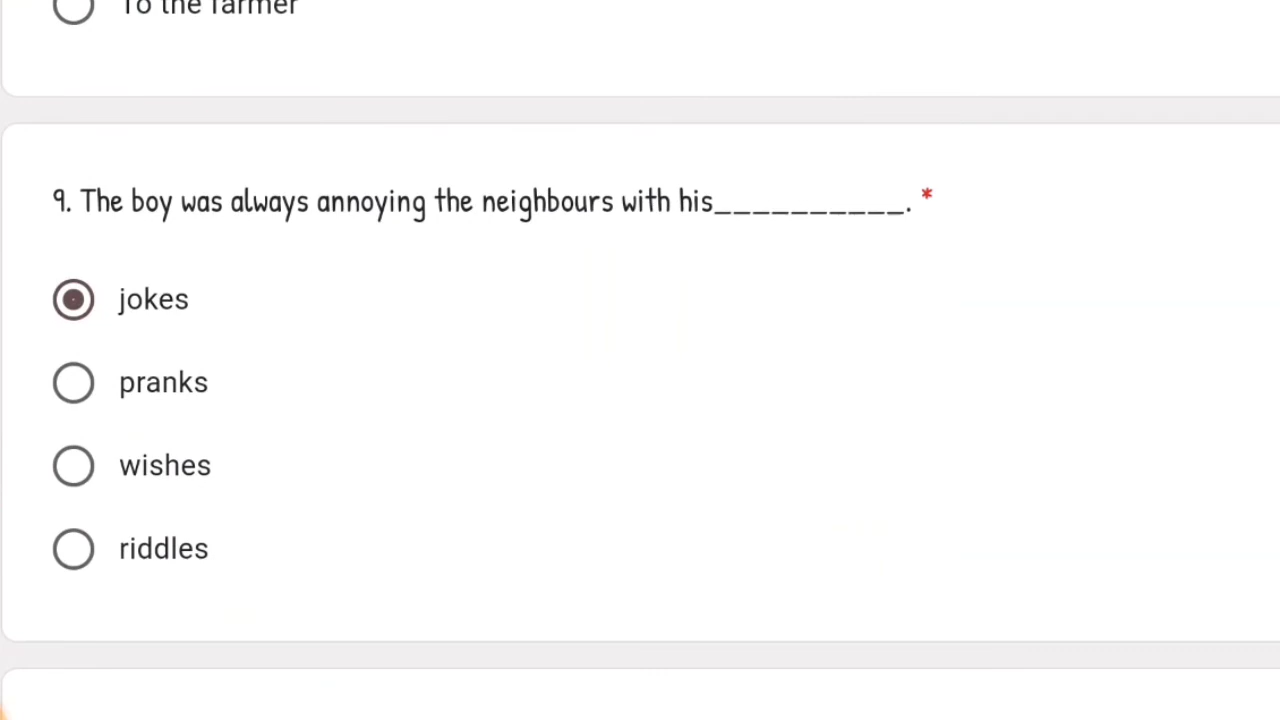 To the farmer
9. The boy was always annoying the neighbours with his__________. *
jokes
pranks
wishes
riddles